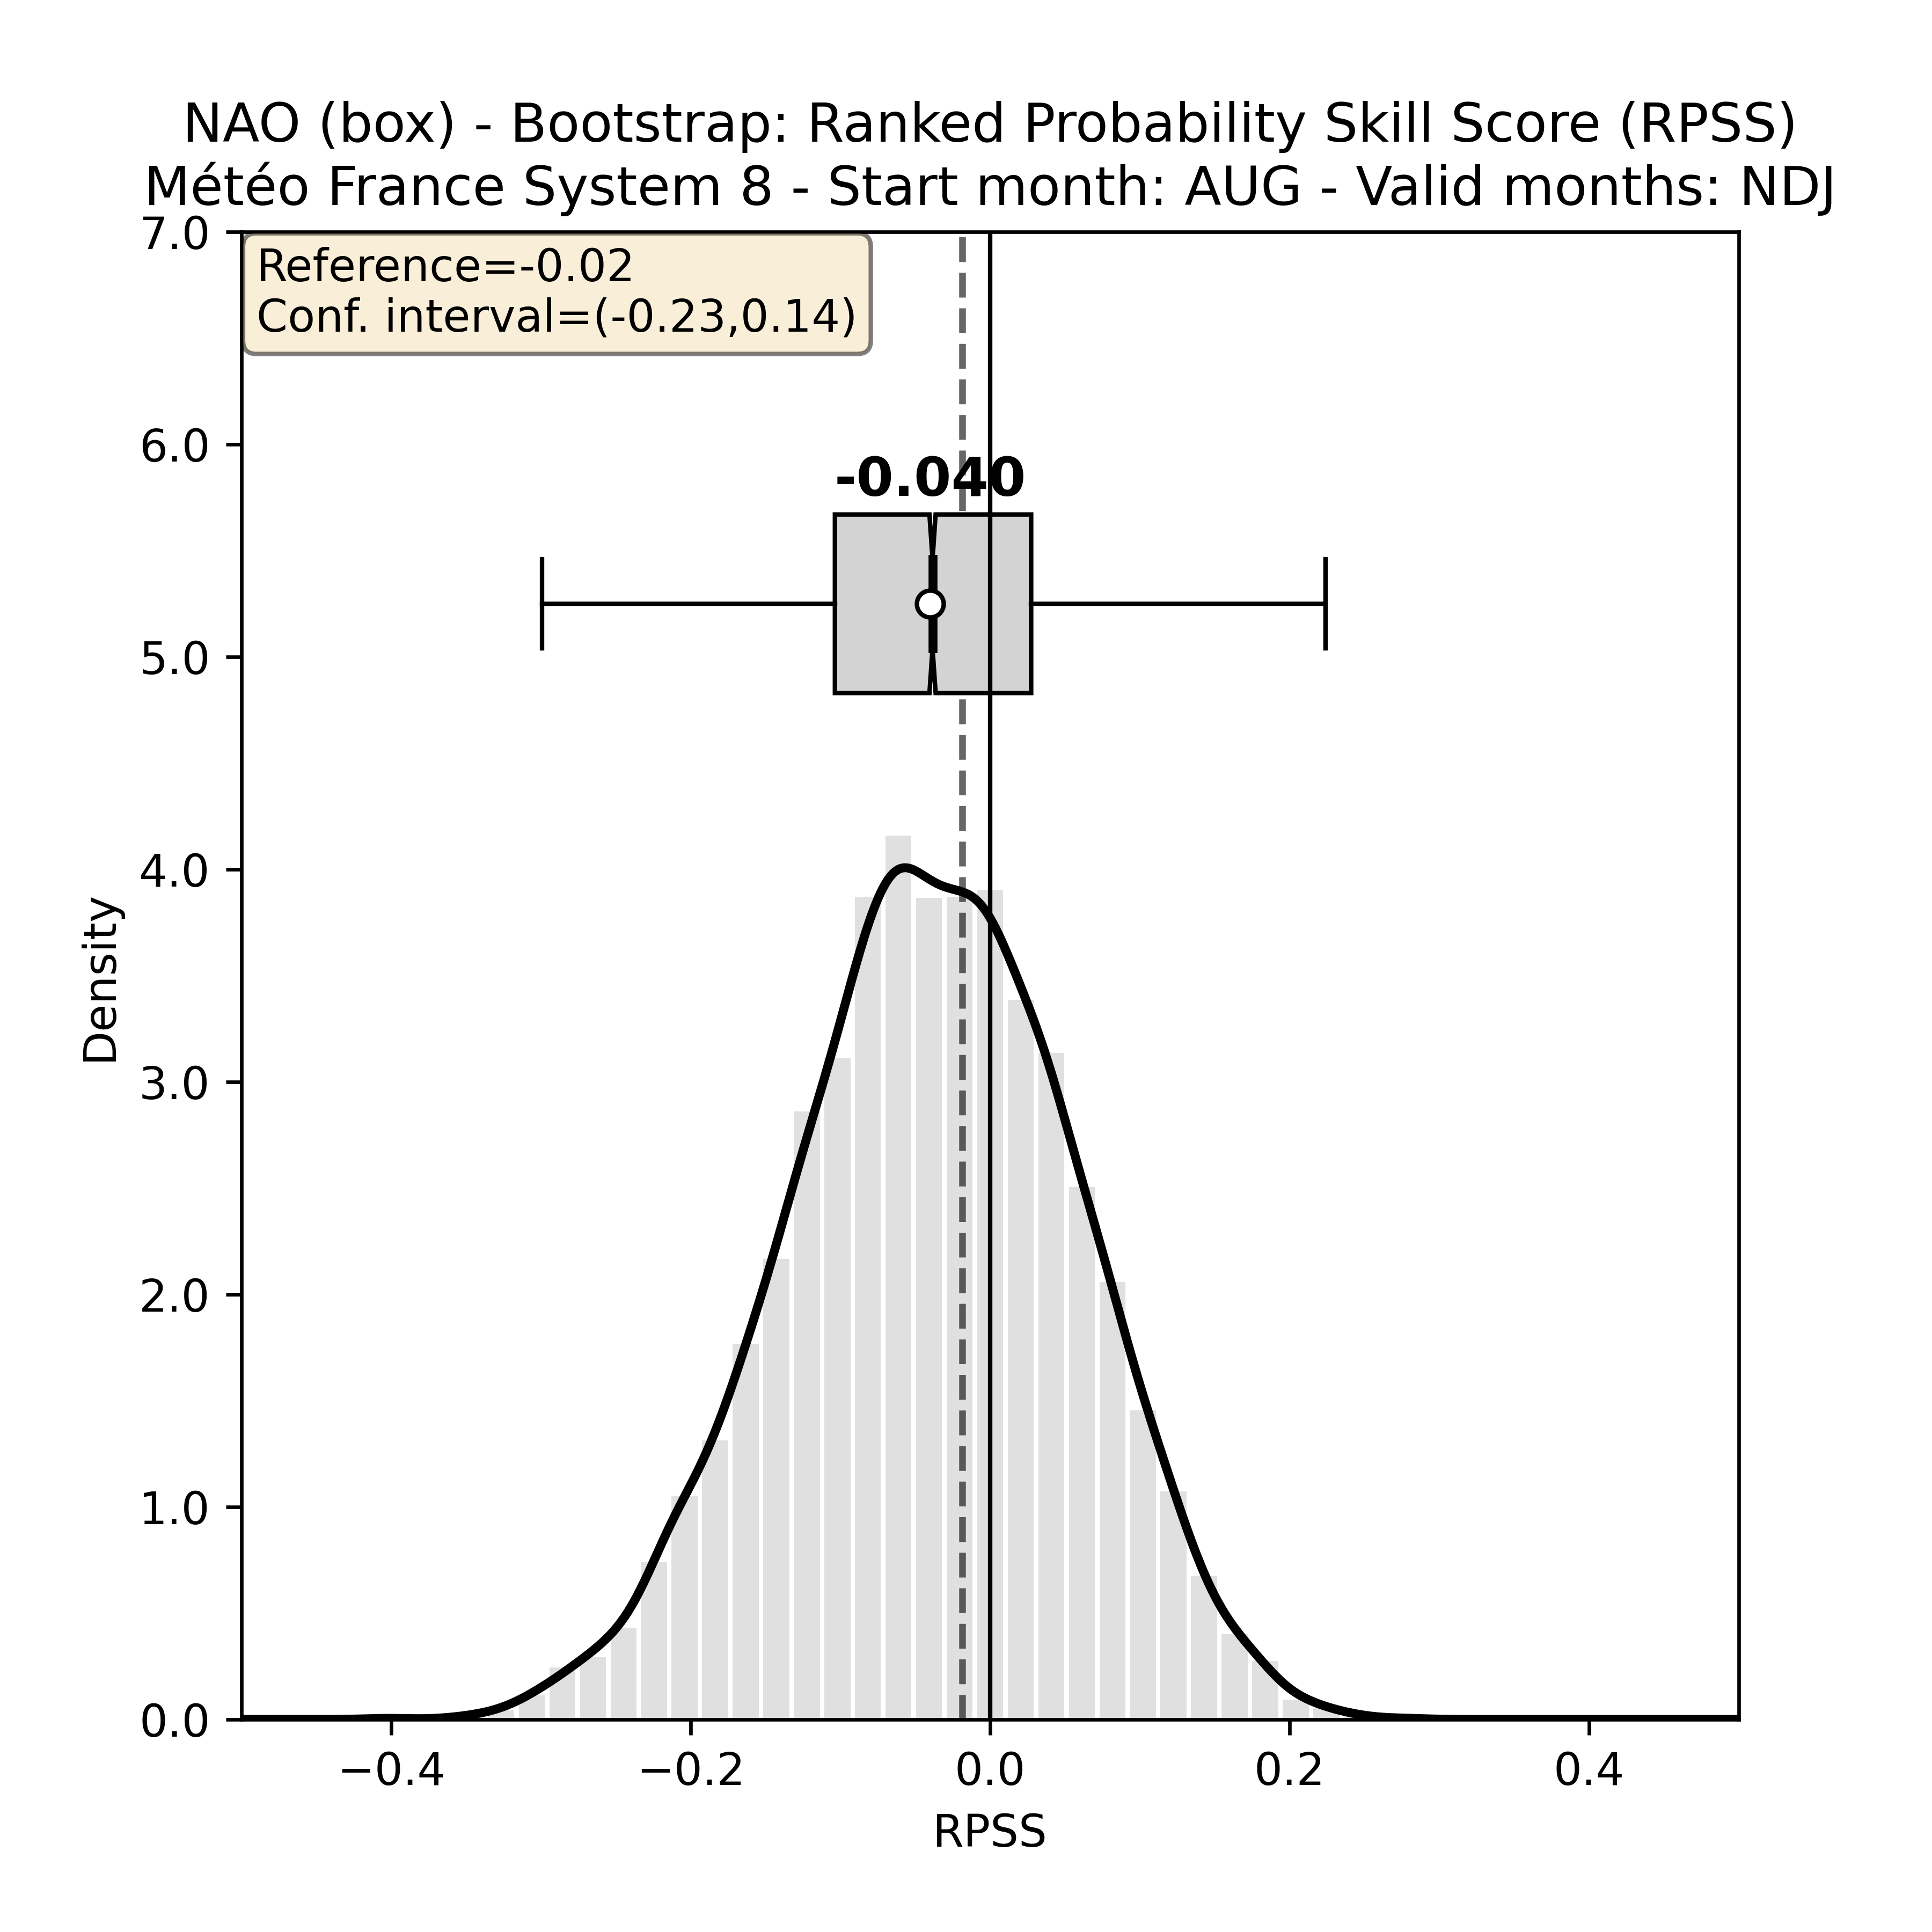 NAO (box) - Bootstrap: Ranked Probability Skill Score (RPSS)
Météo France System 8 - Start month: AUG - Valid months: NDJ
Reference=-0.02
Conf. interval=(-0.23,0.14)
-0.040
7.0
6.0
5.0
4.0
3.0
2.0
1.0
0.0
Density
−0.4 −0.2 0.0 0.2 0.4
RPSS